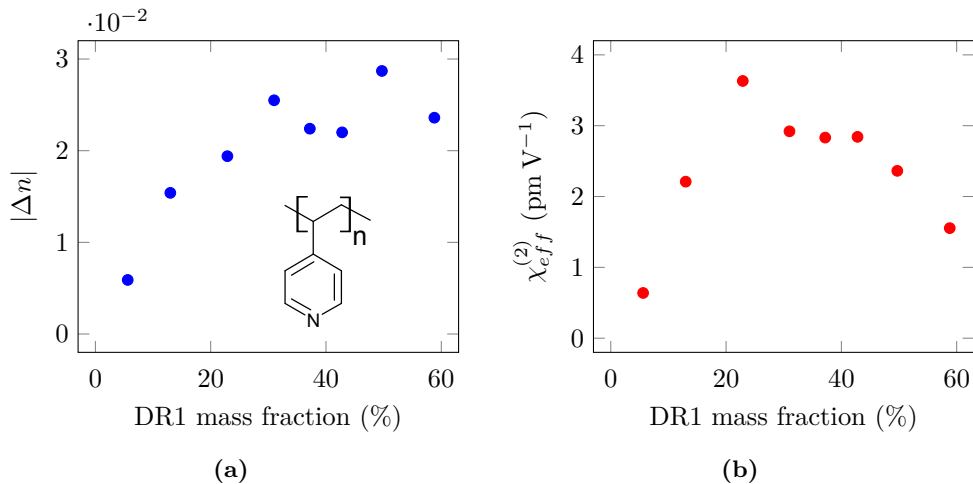 ·10⁻²
3
2
1
0
|Δn|
n
N
0 20 40 60
DR1 mass fraction (%)
(a)
4
3
2
1
0
χ_{eff}^{(2)} (pm V⁻¹)
0 20 40 60
DR1 mass fraction (%)
(b)